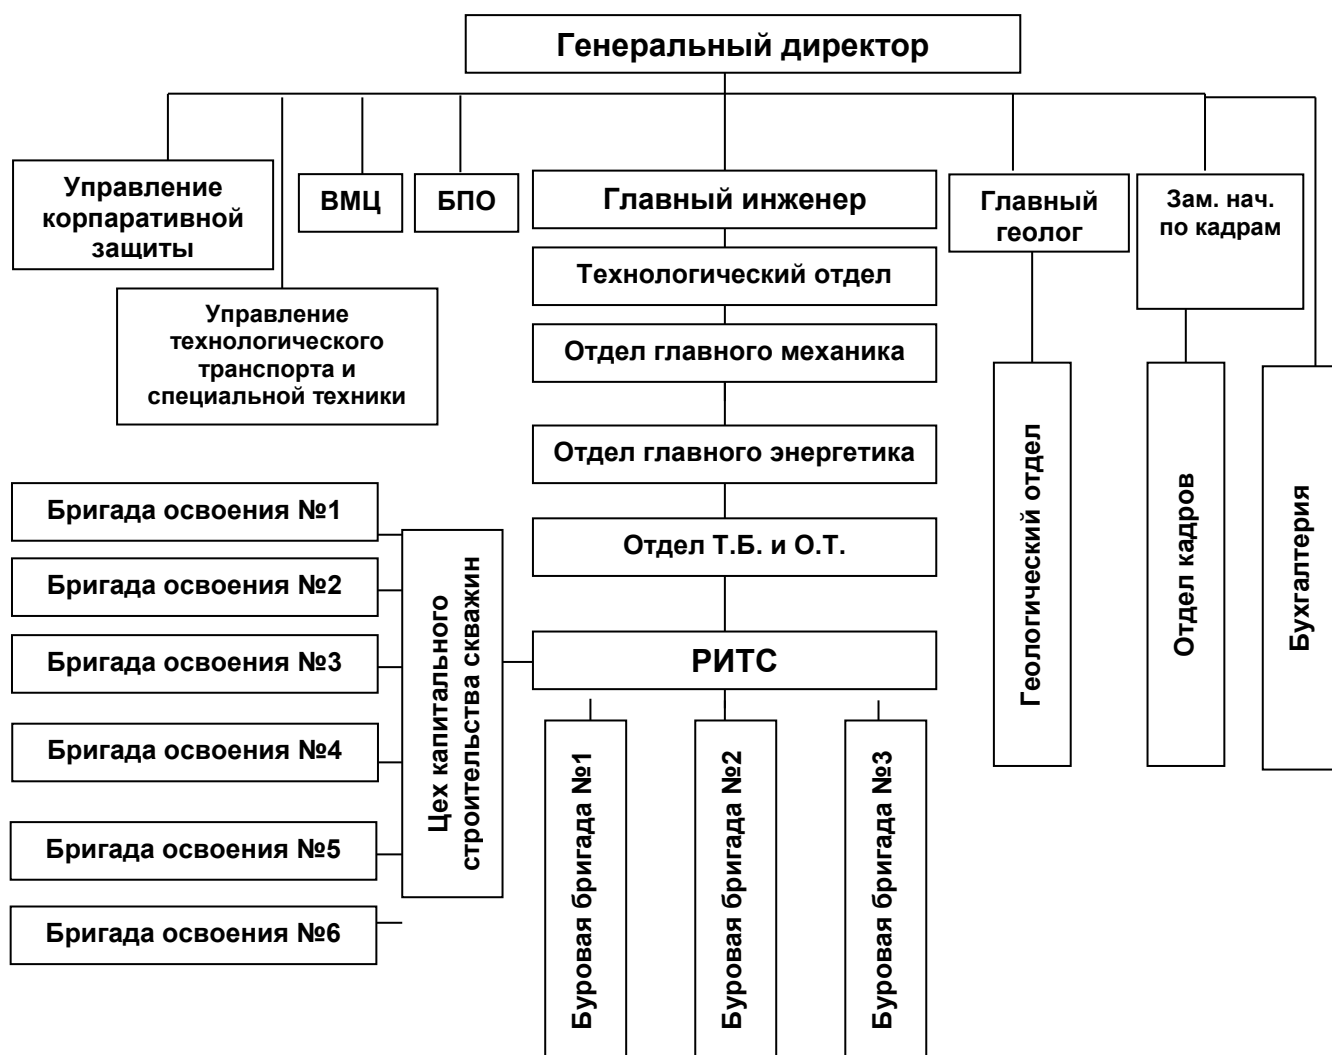 Генеральный директор
Управление
корпаративной
защиты
ВМЦ
БПО
Главный инженер
Главный
геолог
Зам. нач.
по кадрам
Технологический отдел
Управление
технологического
транспорта и
специальной техники
Отдел главного механика
Отдел главного энергетика
Геологический отдел
Отдел кадров
Бухгалтерия
Бригада освоения №1
Бригада освоения №2
Бригада освоения №3
Бригада освоения №4
Бригада освоения №5
Бригада освоения №6
Цех капитального
строительства скважин
Отдел Т.Б. и О.Т.
РИТС
Буровая бригада №1
Буровая бригада №2
Буровая бригада №3